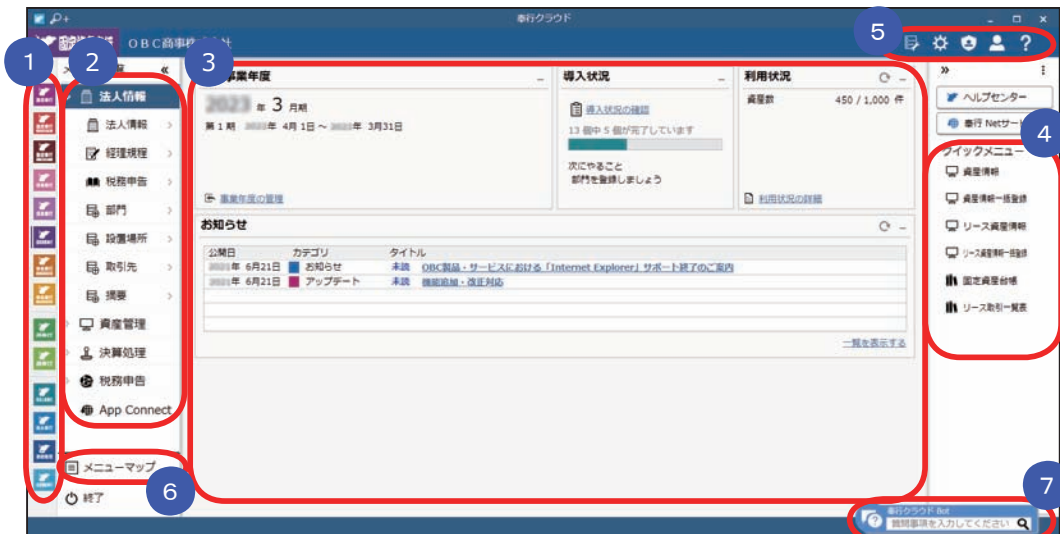 奉行クラウド
OBC商事
5
1
2
3
4
6
7
法人情報
法人情報
経理規程
税務申告
部門
設置場所
取引先
摘要
資産管理
決算処理
税務申告
App Connect
メニューマップ
終了
事業年度
3 月期
第1期 年 4月 1日～ 年 3月31日
事業年度の管理
導入状況
導入状況の確認
13 個中 5 個が完了しています
次にやること
部門を登録しましょう
利用状況
資産数 450 / 1,000 件
利用状況の詳細
お知らせ
公開日 カテゴリ タイトル
年 6月21日 お知らせ 未読 OBC製品・サービスにおける「Internet Explorer」サポート終了のご案内
年 6月21日 アップデート 未読 機能追加・改正対応
一覧を表示する
ヘルプセンター
奉行 Netサー
クイックメニュー
資産情報
資産情報一括登録
リース資産情報
リース資産情報一括登録
固定資産台帳
リース取引一覧表
奉行クラウド Bot
質問事項を入力してください